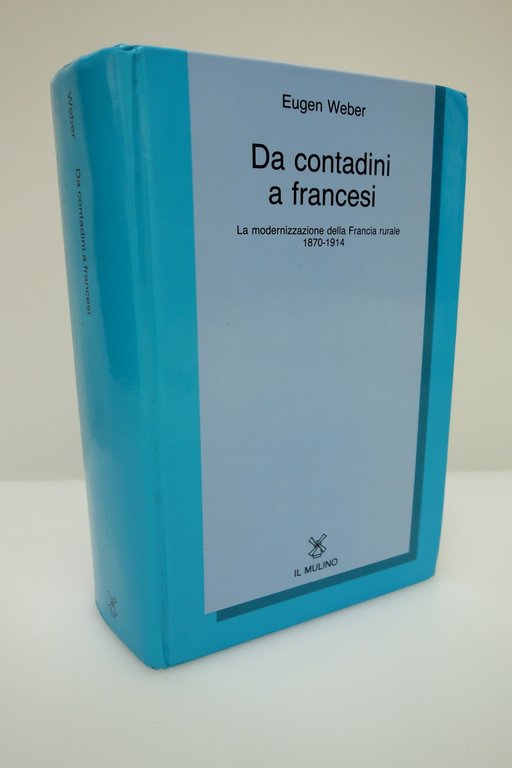 Eugen Weber
Da contadini
a francesi
La modernizzazione della Francia rurale
1870-1914
IL MULINO
Weber Da contadini a francesi